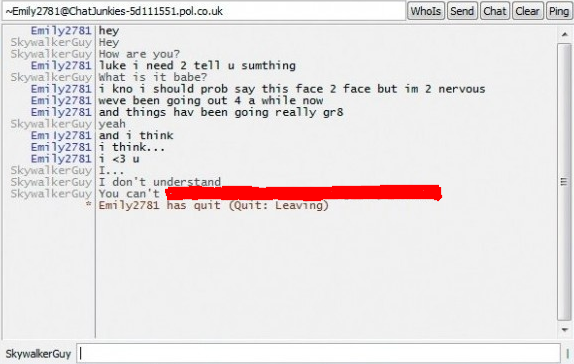 ~Emily2781@ChatJunkies-5d111551.pol.co.uk WhoIs Send Chat Clear Ping
Emily2781 hey
SkywalkerGuy Hey
SkywalkerGuy How are you?
Emily2781 luke i need 2 tell u sumthing
SkywalkerGuy What is it babe?
Emily2781 i kno i should prob say this face 2 face but im 2 nervous
Emily2781 weve been going out 4 a while now
Emily2781 and things hav been going really gr8
SkywalkerGuy yeah
Emily2781 and i think
Emily2781 i think...
Emily2781 i <3 u
SkywalkerGuy I...
SkywalkerGuy I don't understand
SkywalkerGuy You can't
* Emily2781 has quit (Quit: Leaving)
SkywalkerGuy